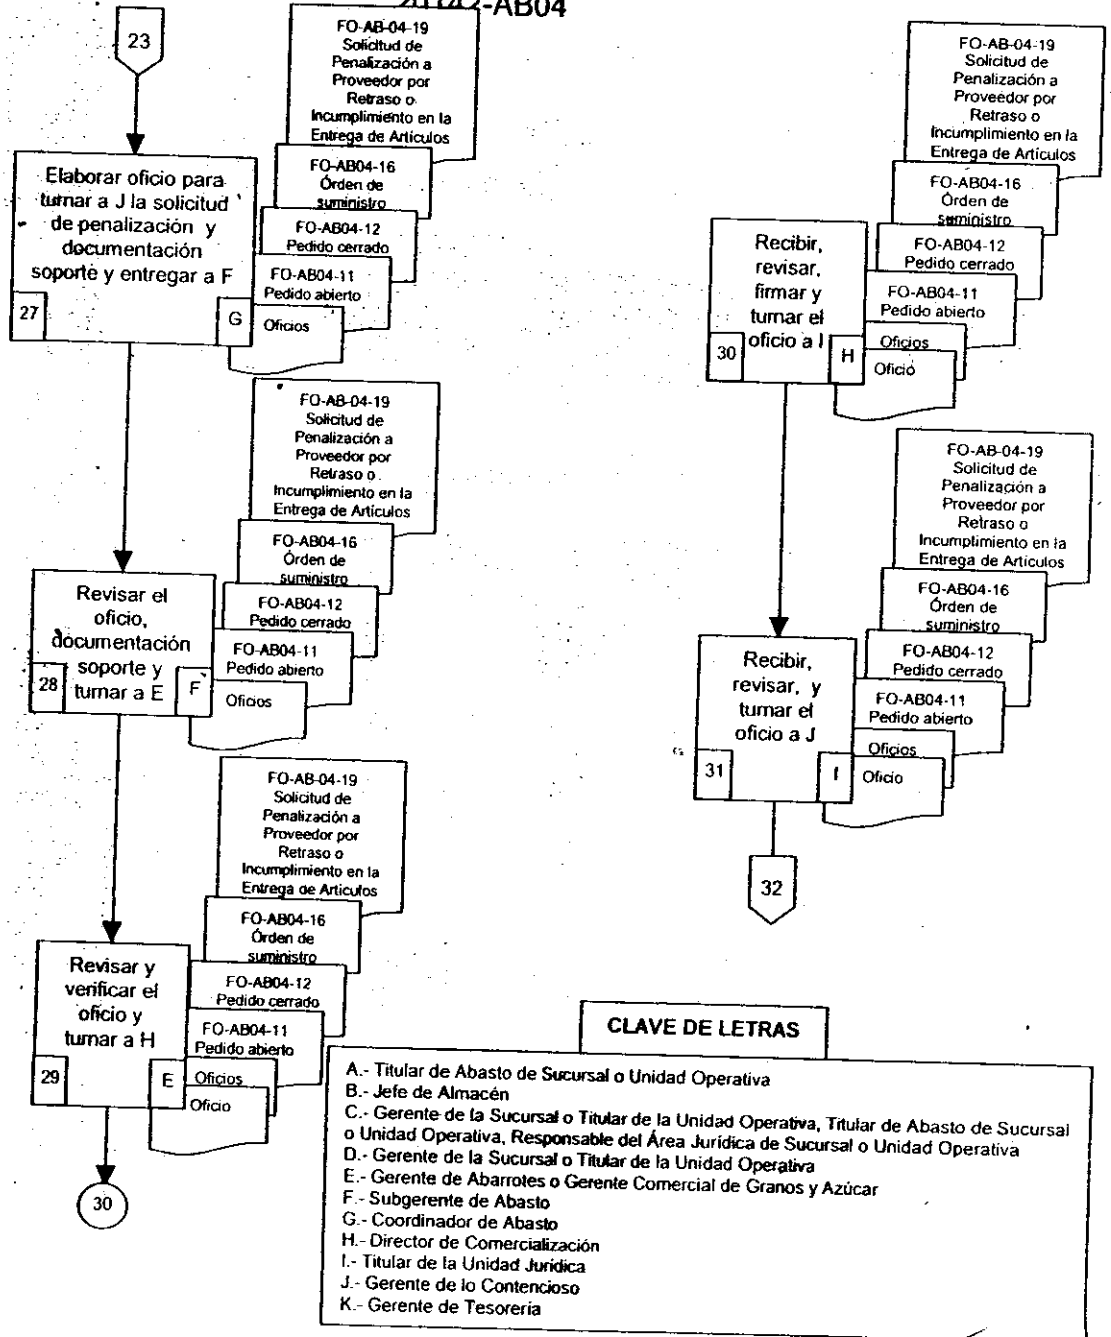 -AB04
23
FO-AB-04-19
Solicitud de
Penalización a
Proveedor por
Retraso o
Incumplimiento en la
Entrega de Artículos
FO-AB04-16
Órden de
suministro
FO-AB04-12
Pedido cerrado
FO-AB04-11
Pedido abierto
Oficios
Elaborar oficio para
turnar a J la solicitud
de penalización y
documentación
soporte y entregar a F
27
G
FO-AB-04-19
Solicitud de
Penalización a
Proveedor por
Retraso o
Incumplimiento en la
Entrega de Artículos
FO-AB04-16
Órden de
suministro
FO-AB04-12
Pedido cerrado
FO-AB04-11
Pedido abierto
Oficios
Revisar el
oficio,
documentación
soporte y
turnar a E
28
F
FO-AB-04-19
Solicitud de
Penalización a
Proveedor por
Retraso o
Incumplimiento en la
Entrega de Artículos
FO-AB04-16
Órden de
suministro
FO-AB04-12
Pedido cerrado
FO-AB04-11
Pedido abierto
Oficios
Oficio
Revisar y
verificar el
oficio y
turnar a H
29
E
30
FO-AB-04-19
Solicitud de
Penalización a
Proveedor por
Retraso o
Incumplimiento en la
Entrega de Artículos
FO-AB04-16
Órden de
suministro
FO-AB04-12
Pedido cerrado
FO-AB04-11
Pedido abierto
Oficios
Oficio
Recibir,
revisar,
firmar y
turnar el
oficio a I
30
H
FO-AB-04-19
Solicitud de
Penalización a
Proveedor por
Retraso o
Incumplimiento en la
Entrega de Artículos
FO-AB04-16
Órden de
suministro
FO-AB04-12
Pedido cerrado
FO-AB04-11
Pedido abierto
Oficios
Oficio
Recibir,
revisar, y
turnar el
oficio a J
31
I
32
CLAVE DE LETRAS
A.- Titular de Abasto de Sucursal o Unidad Operativa
B.- Jefe de Almacén
C.- Gerente de la Sucursal o Titular de la Unidad Operativa, Titular de Abasto de Sucursal
o Unidad Operativa, Responsable del Área Jurídica de Sucursal o Unidad Operativa
D.- Gerente de la Sucursal o Titular de la Unidad Operativa
E.- Gerente de Abarrotes o Gerente Comercial de Granos y Azúcar
F.- Subgerente de Abasto
G.- Coordinador de Abasto
H.- Director de Comercialización
I.- Titular de la Unidad Jurídica
J.- Gerente de lo Contencioso
K.- Gerente de Tesorería